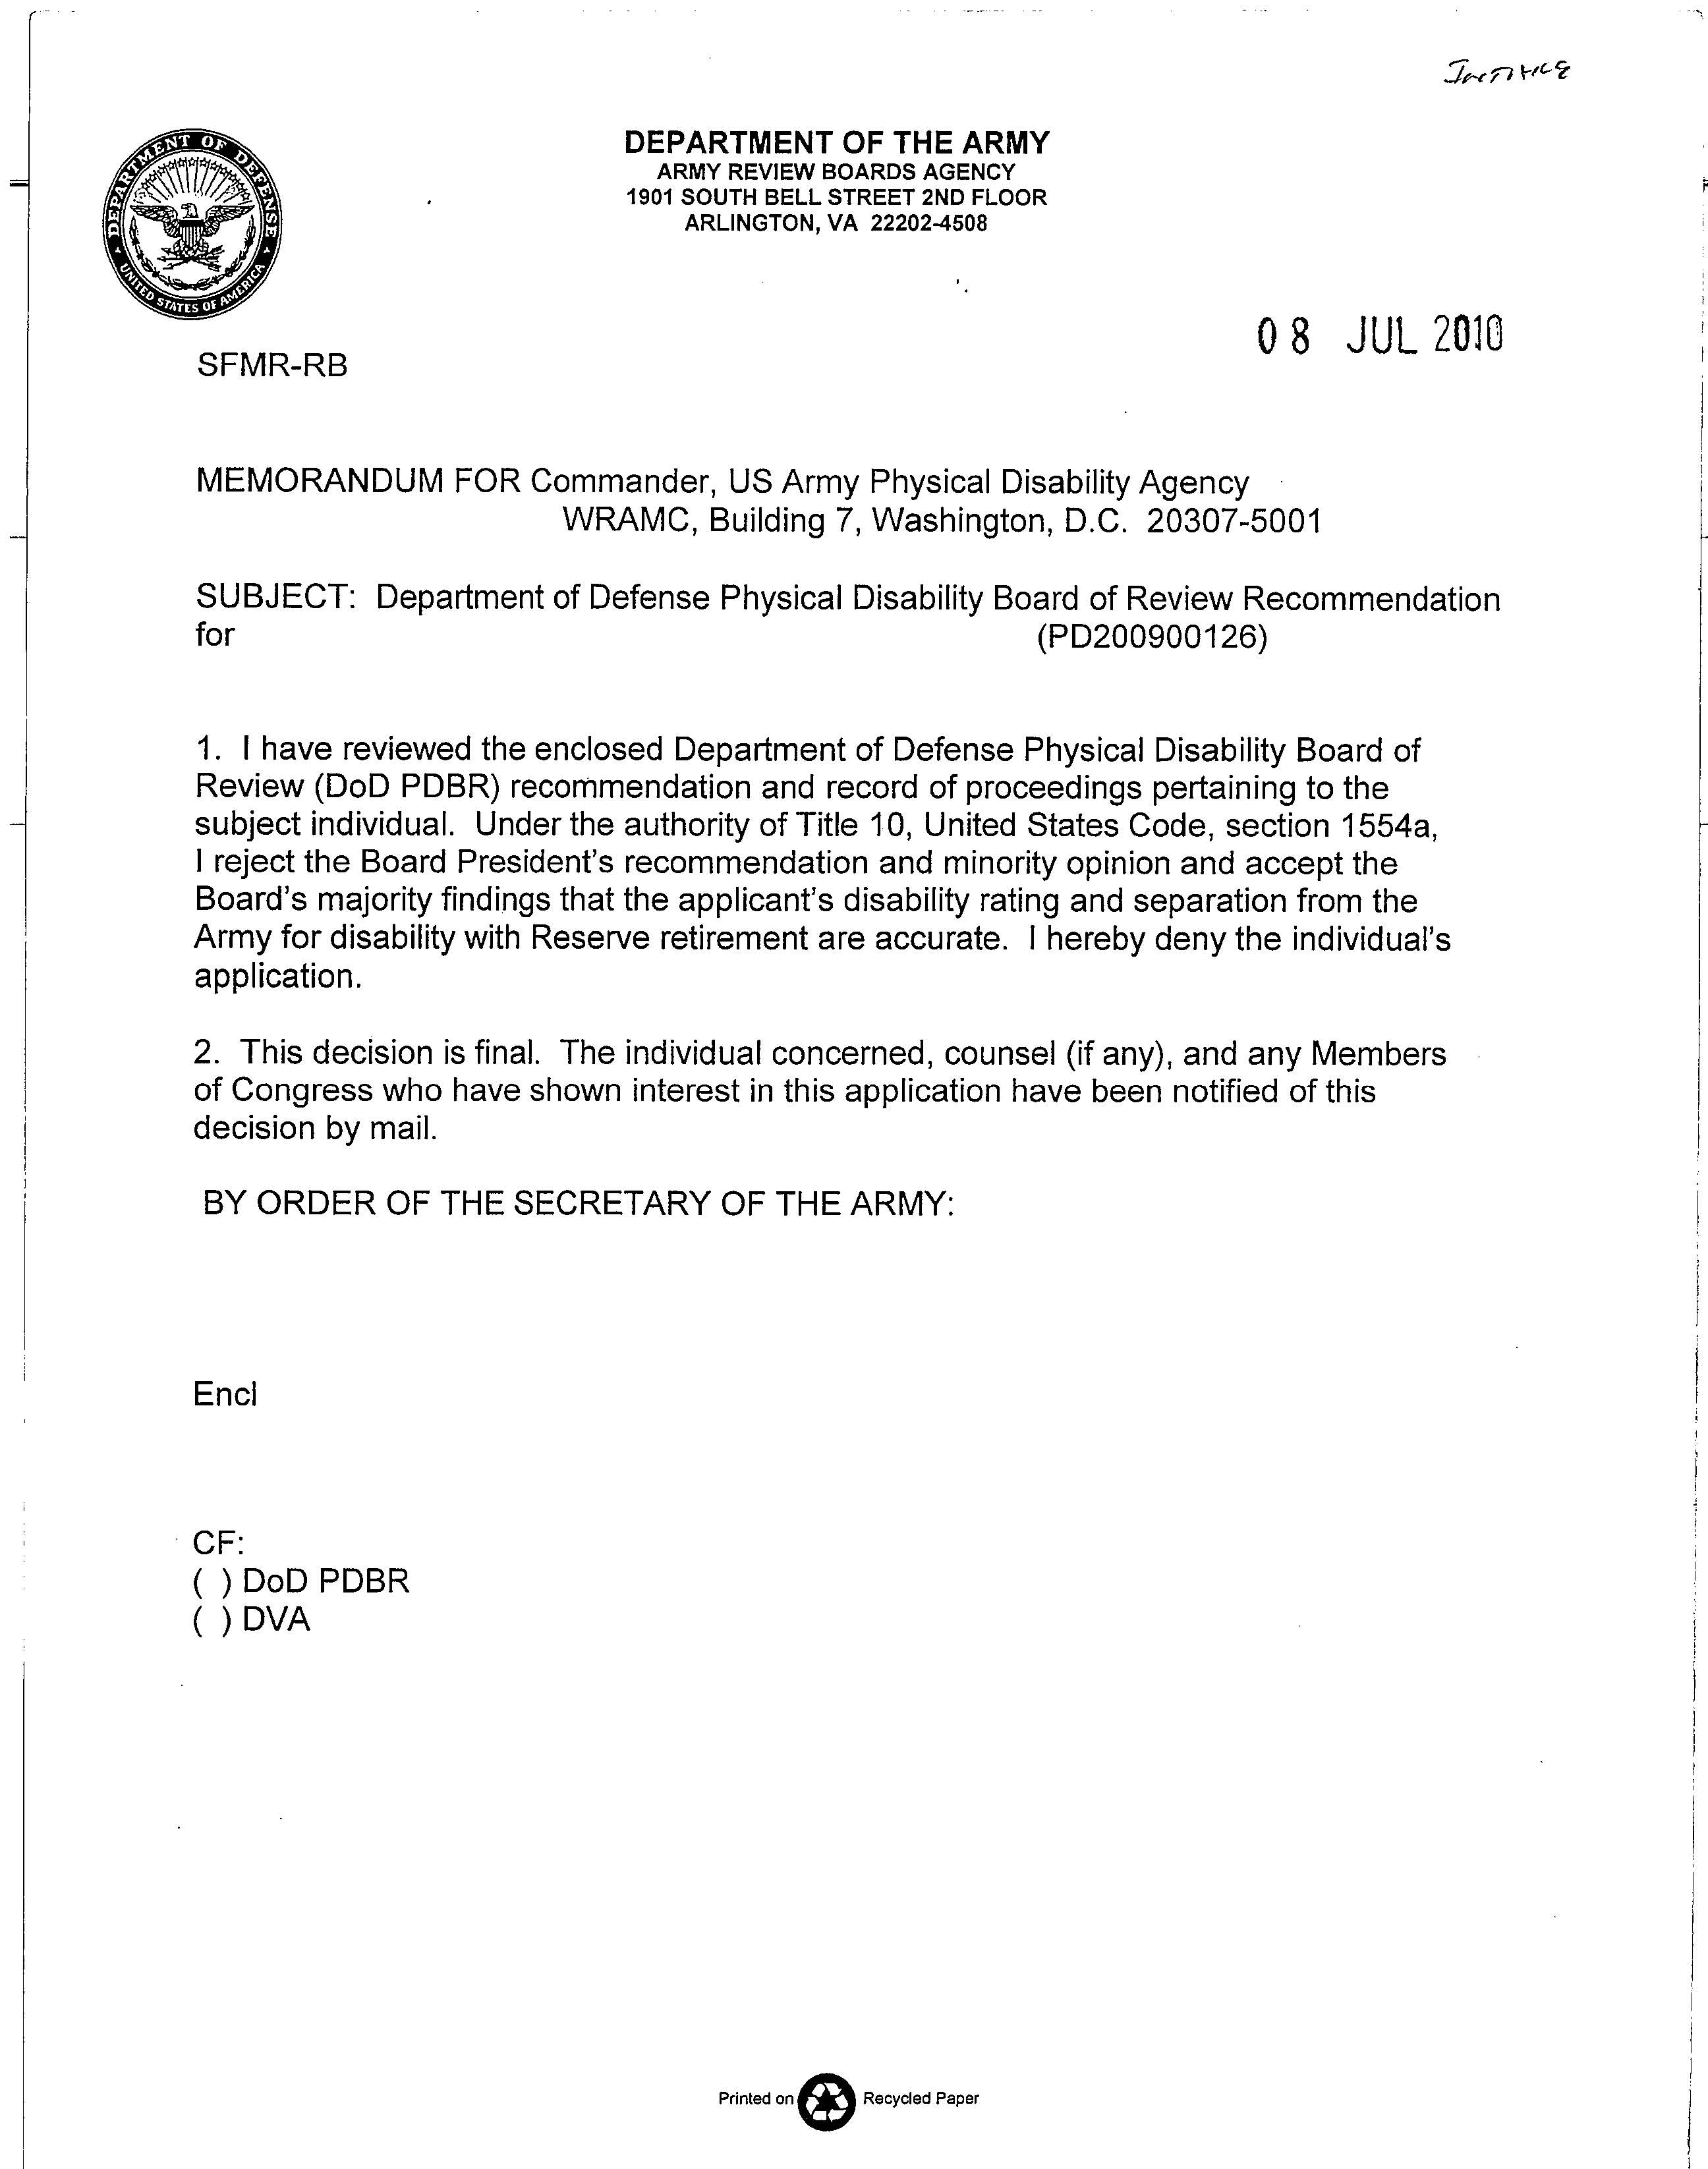 DEPARTMENT OF DEFENSE
UNITED STATES OF AMERICA
DEPARTMENT OF THE ARMY
ARMY REVIEW BOARDS AGENCY
1901 SOUTH BELL STREET 2ND FLOOR
ARLINGTON, VA 22202-4508
08 JUL 2010
SFMR-RB
MEMORANDUM FOR Commander, US Army Physical Disability Agency
WRAMC, Building 7, Washington, D.C. 20307-5001
SUBJECT: Department of Defense Physical Disability Board of Review Recommendation
for (PD200900126)
1. I have reviewed the enclosed Department of Defense Physical Disability Board of
Review (DoD PDBR) recommendation and record of proceedings pertaining to the
subject individual. Under the authority of Title 10, United States Code, section 1554a,
I reject the Board President's recommendation and minority opinion and accept the
Board's majority findings that the applicant's disability rating and separation from the
Army for disability with Reserve retirement are accurate. I hereby deny the individual's
application.
2. This decision is final. The individual concerned, counsel (if any), and any Members
of Congress who have shown interest in this application have been notified of this
decision by mail.
BY ORDER OF THE SECRETARY OF THE ARMY:
Encl
CF:
( ) DoD PDBR
( ) DVA
Printed on Recycled Paper